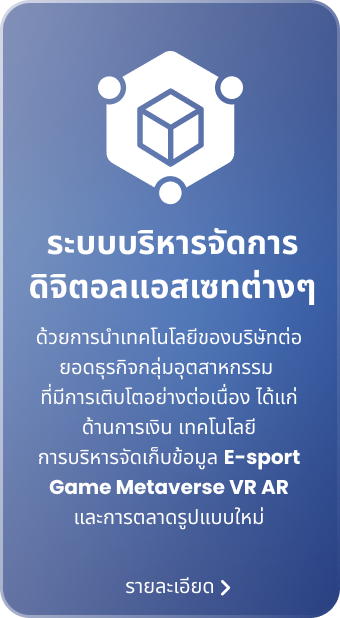 ระบบบริหารจัดการ
ดิจิตอลแอสเซทต่างๆ
ด้วยการนำเทคโนโลยีของบริษัทต่อ
ยอดธุรกิจกลุ่มอุตสาหกรรม
ที่มีการเติบโตอย่างต่อเนื่อง ได้แก่
ด้านการเงิน เทคโนโลยี
การบริหารจัดเก็บข้อมูล E-sport
Game Metaverse VR AR
และการตลาดรูปแบบใหม่
รายละเอียด